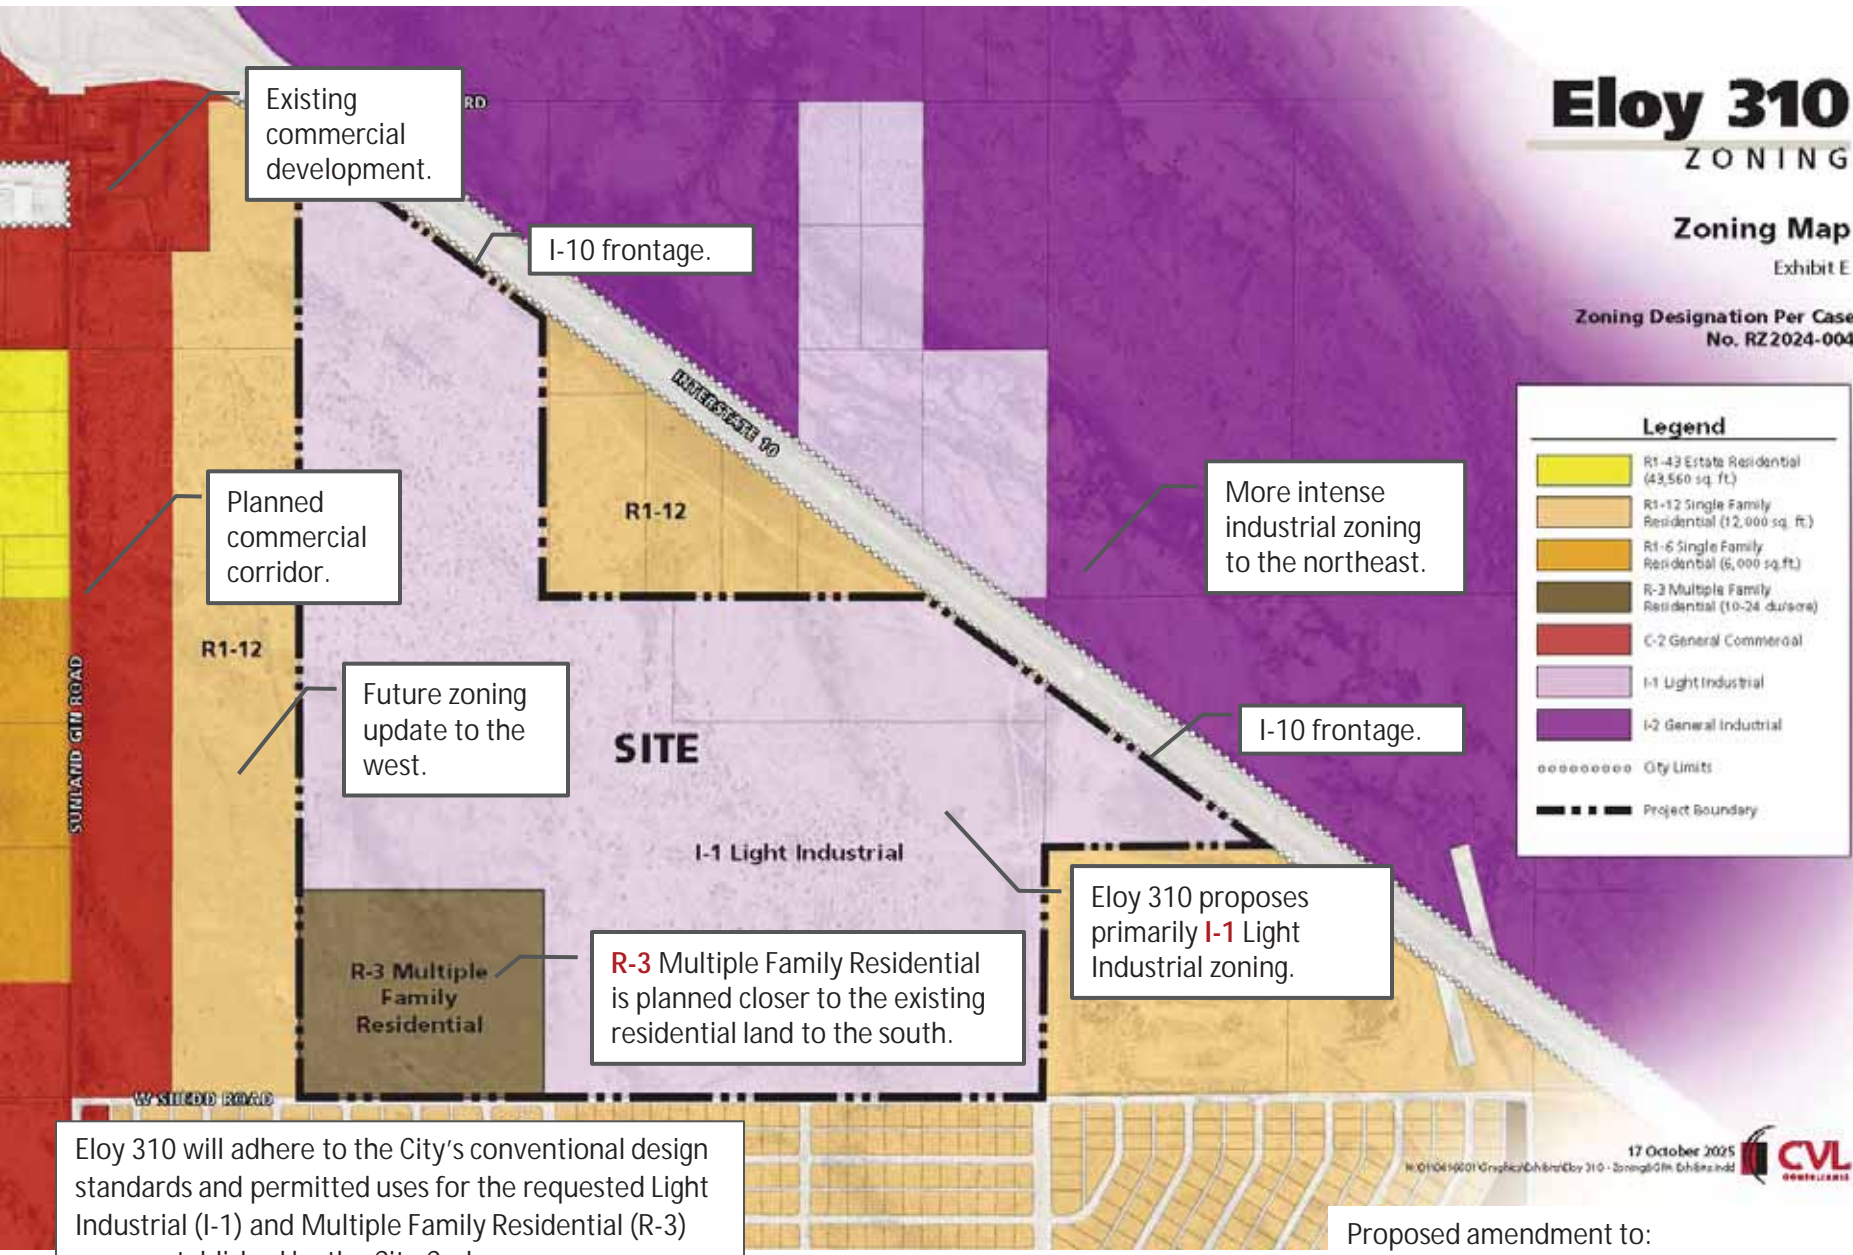 Existing
commercial
development.
RD
Eloy 310
ZONING
Zoning Map
Exhibit E
Zoning Designation Per Case
No. RZ2024-004
I-10 frontage.
INTERSTATE 10
Legend
R1-43 Estate Residential
(43,560 sq. ft.)
R1-12 Single Family
Residential (12,000 sq. ft.)
R1-6 Single Family
Residential (6,000 sq.ft.)
R-3 Multiple Family
Residential (10-24 du/acre)
C-2 General Commercial
I-1 Light Industrial
I-2 General Industrial
City Limits
Project Boundary
Planned
commercial
corridor.
R1-12
More intense
industrial zoning
to the northeast.
R1-12
SUNLAND GIN ROAD
Future zoning
update to the
west.
SITE
I-10 frontage.
I-1 Light Industrial
Eloy 310 proposes
primarily I-1 Light
Industrial zoning.
R-3 Multiple
Family
Residential
R-3 Multiple Family Residential
is planned closer to the existing
residential land to the south.
W SHEDD ROAD
Eloy 310 will adhere to the City's conventional design
standards and permitted uses for the requested Light
Industrial (I-1) and Multiple Family Residential (R-3)
17 October 2025
CVL
CONSULTANTS
Proposed amendment to: